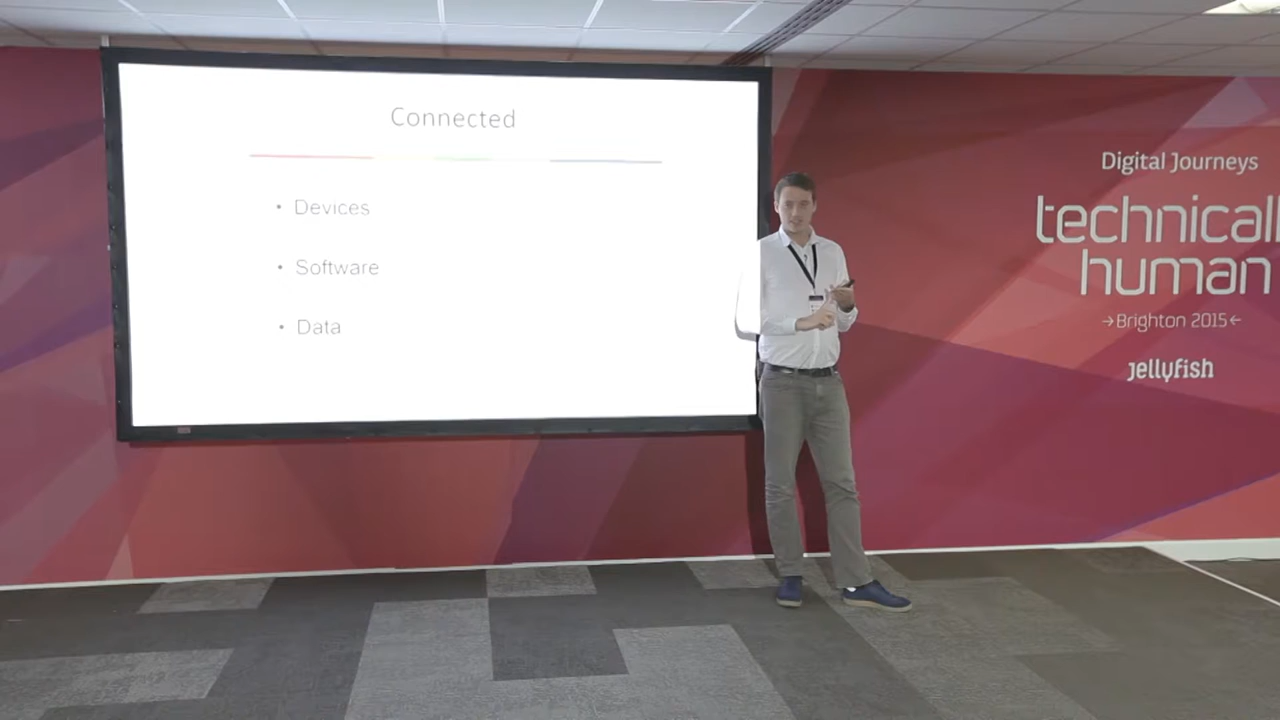 Connected
• Devices
• Software
• Data
Digital Journeys
technicall
human
→Brighton 2015←
jellyfish